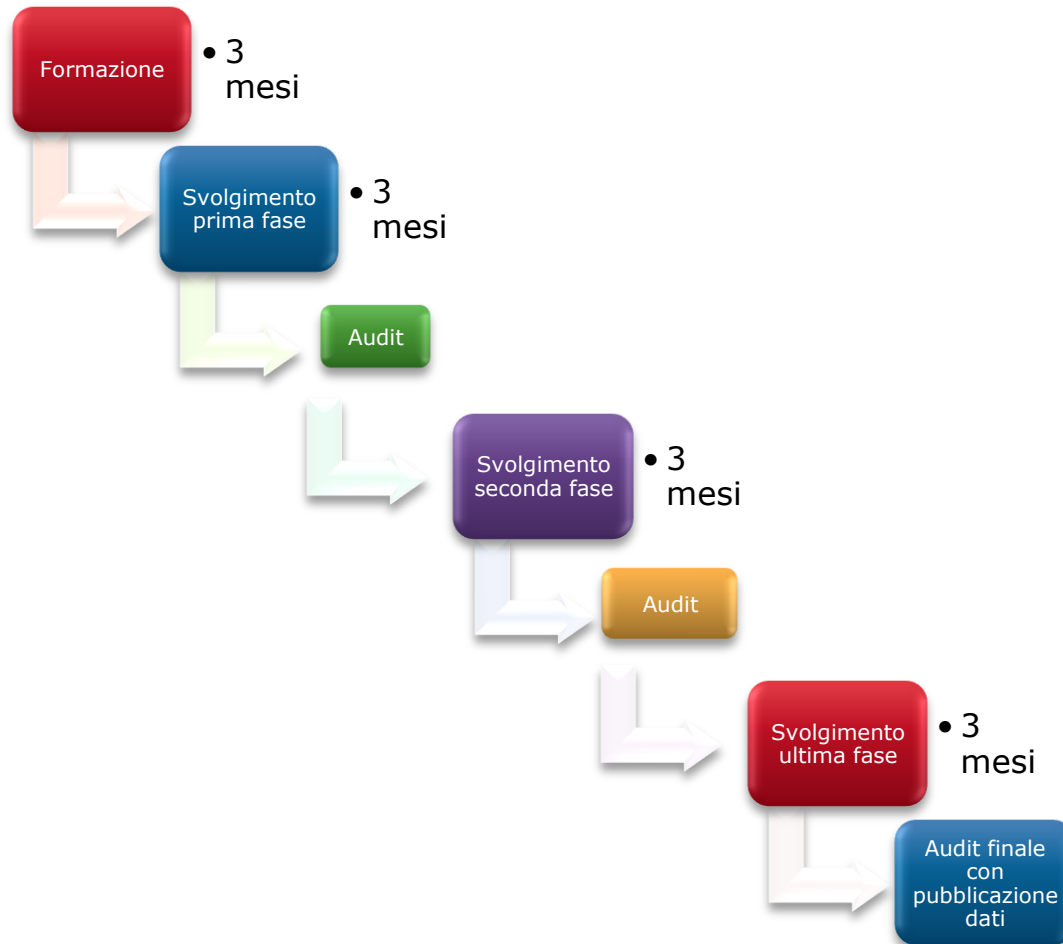 Formazione
• 3
mesi
Svolgimento
prima fase
• 3
mesi
Audit
Svolgimento
seconda fase
• 3
mesi
Audit
Svolgimento
ultima fase
• 3
mesi
Audit finale
con
pubblicazione
dati